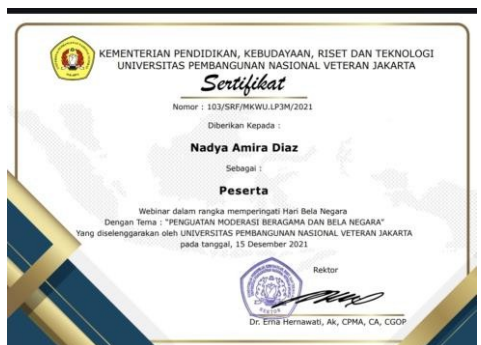 KEMENTERIAN PENDIDIKAN, KEBUDAYAAN, RISET DAN TEKNOLOGI
UNIVERSITAS PEMBANGUNAN NASIONAL VETERAN JAKARTA
Sertifikat
Nomor : 103/SRF/MKWU.LP3M/2021
Diberikan Kepada :
Nadya Amira Diaz
Sebagai :
Peserta
Webinar dalam rangka memperingati Hari Bela Negara
Dengan Tema : "PENGUATAN MODERASI BERAGAMA DAN BELA NEGARA"
Yang diselenggarakan oleh UNIVERSITAS PEMBANGUNAN NASIONAL VETERAN JAKARTA
pada tanggal, 15 Desember 2021
Rektor
REKTOR
Dr. Erna Hernawati, Ak, CPMA, CA, CGOP